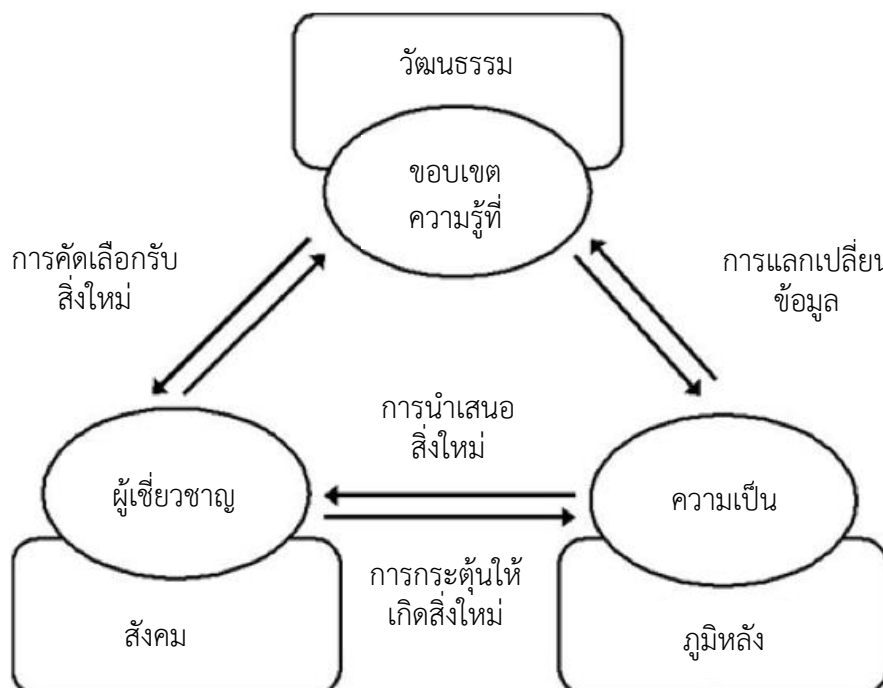 วัฒนธรรม
ขอบเขต
ความรู้ที่
การคัดเลือกรับ
สิ่งใหม่
การแลกเปลี่ยน
ข้อมูล
การนำเสนอ
สิ่งใหม่
ผู้เชี่ยวชาญ
ความเป็น
การกระตุ้นให้
เกิดสิ่งใหม่
สังคม
ภูมิหลัง